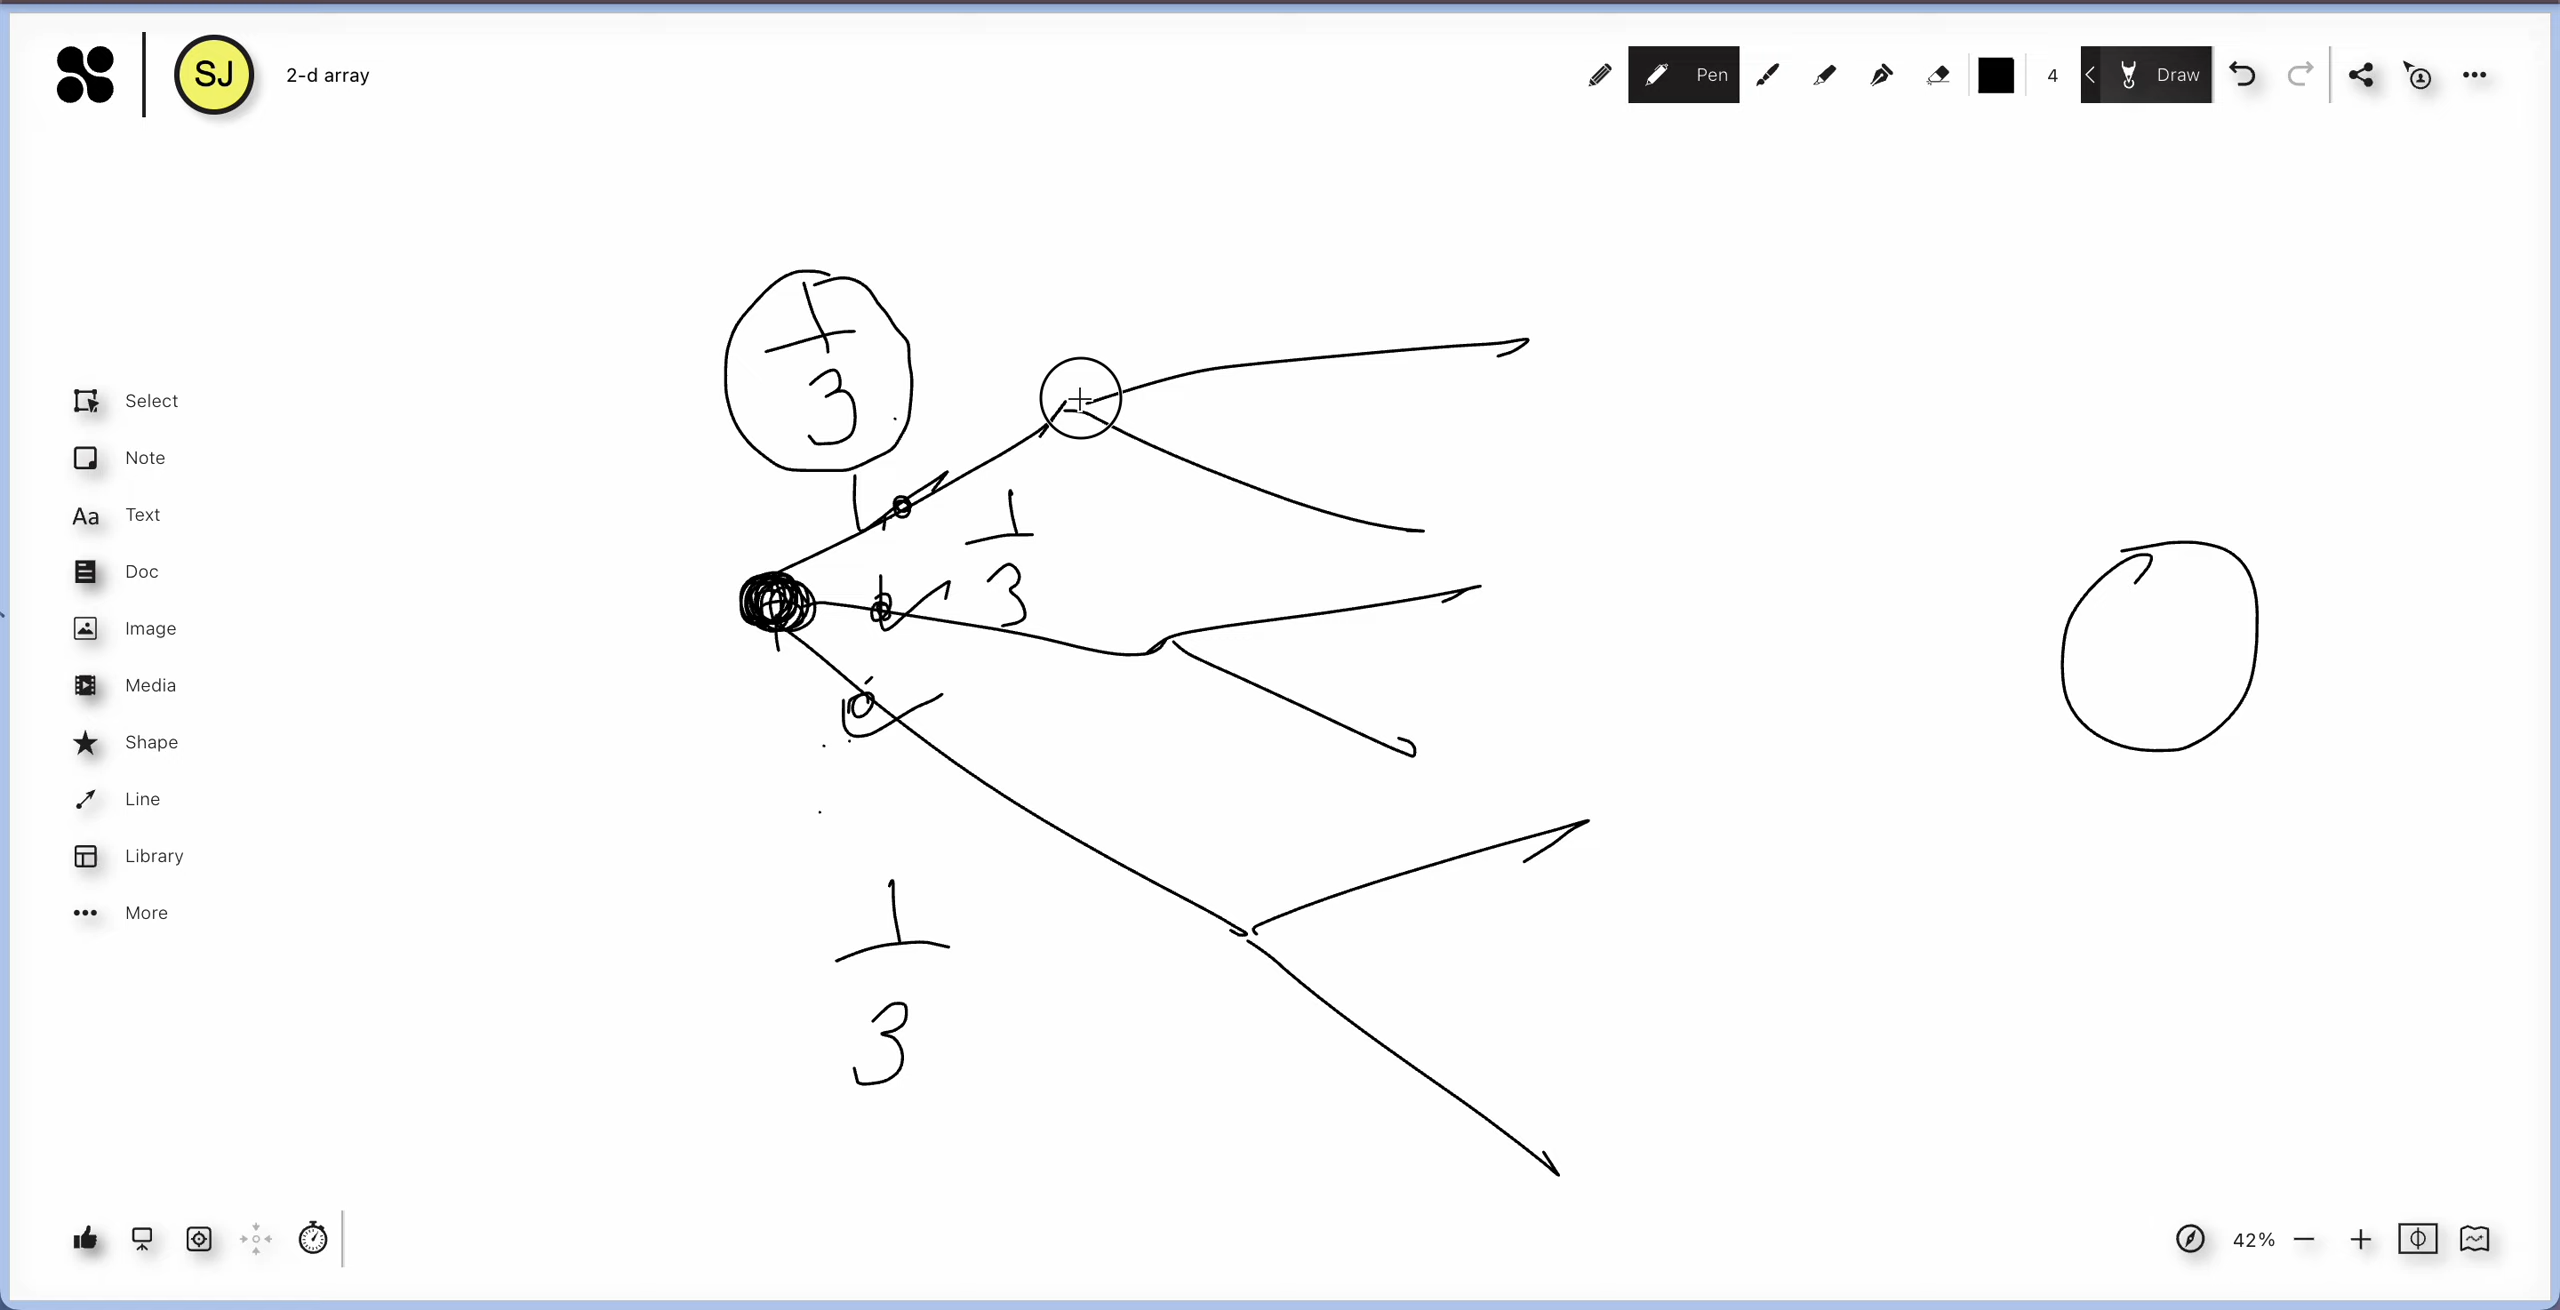 SJ 2-d array Pen 4 Draw
1
3
Select
Note
1
3
Text
Doc
Image
Media
Shape
Line
Library
1
3
More
42%